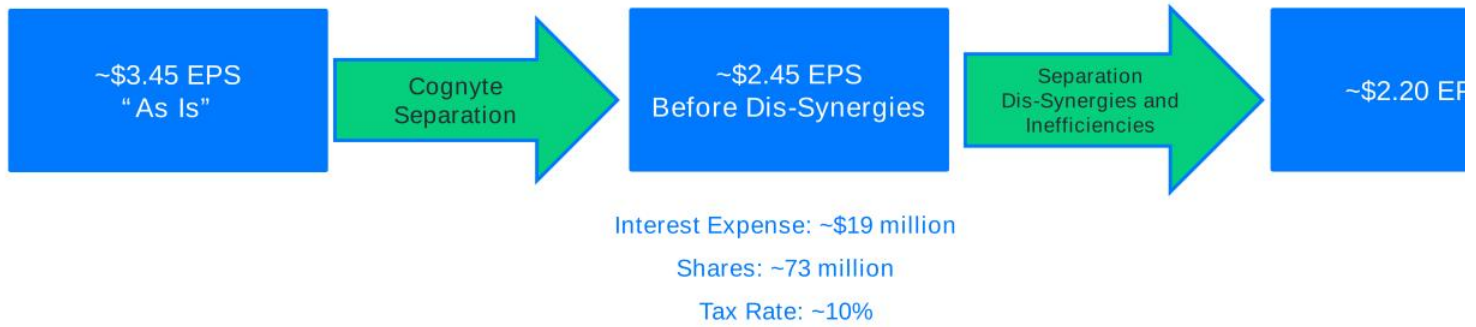 ~$3.45 EPS
“As Is”
Cognyte
Separation
~$2.45 EPS
Before Dis-Synergies
Separation
Dis-Synergies and
Inefficiencies
~$2.20
Interest Expense: ~$19 million
Shares: ~73 million
Tax Rate: ~10%